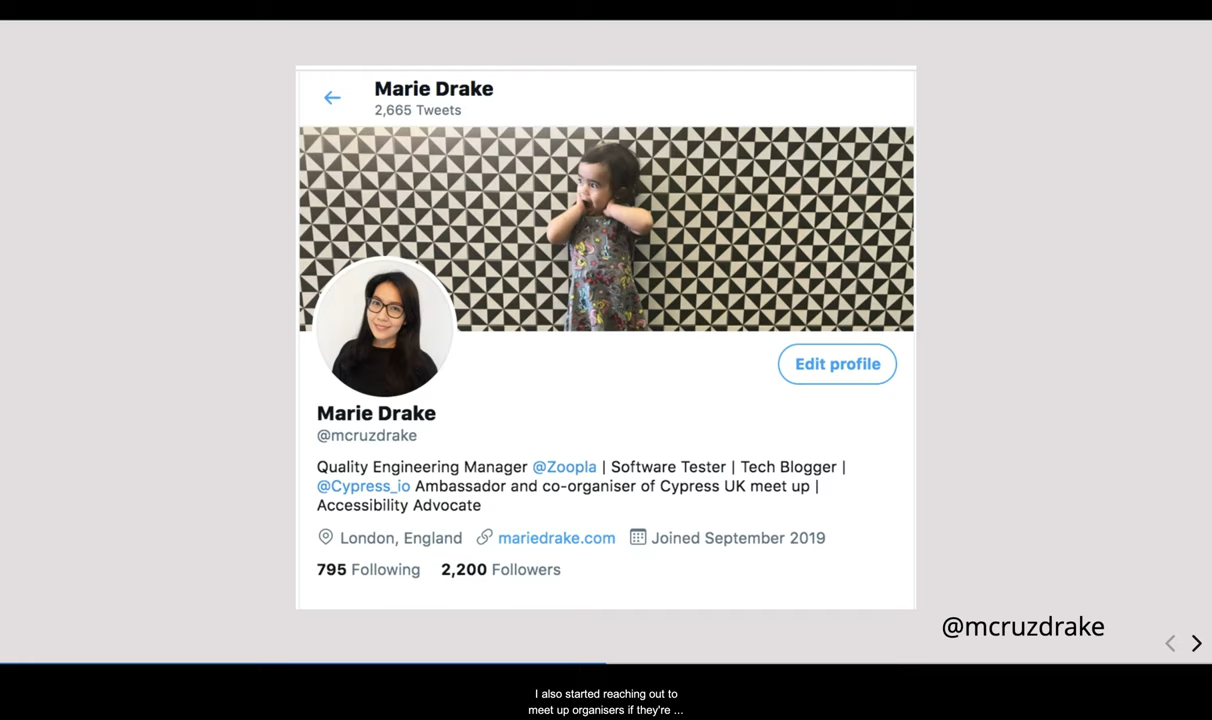 Marie Drake
2,665 Tweets
Edit profile
Marie Drake
@mcruzdrake
Quality Engineering Manager @Zoopla | Software Tester | Tech Blogger |
@Cypress_io Ambassador and co-organiser of Cypress UK meet up |
Accessibility Advocate
London, England mariedrake.com Joined September 2019
795 Following 2,200 Followers
@mcruzdrake
I also started reaching out to
meet up organisers if they're ...